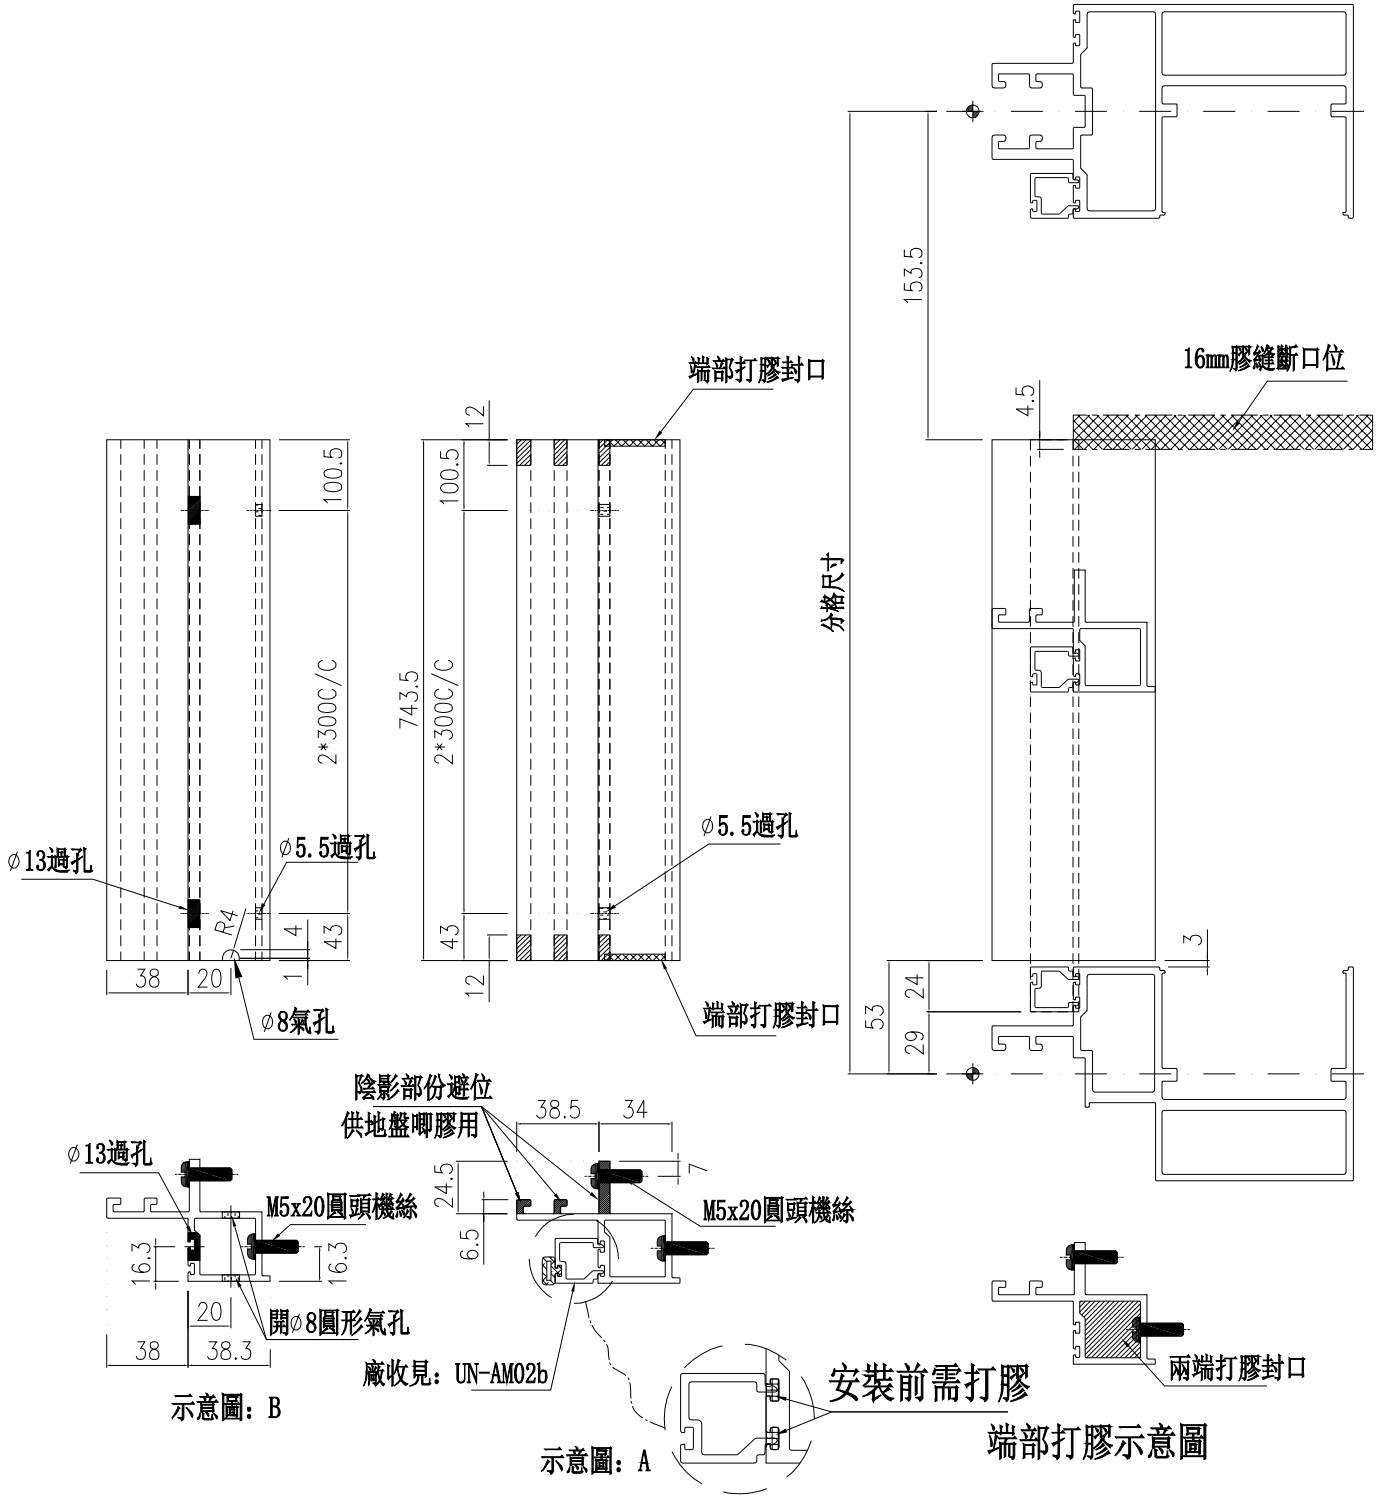 153.5
16mm膠縫斷口位
4.5
分格尺寸
端部打膠封口
12
100.5
100.5
2*300C/C
743.5
2*300C/C
∅5.5過孔
∅5.5過孔
∅13過孔
R4
4
43
43
1
12
38
20
∅8氣孔
端部打膠封口
3
24
53
29
陰影部份避位
供地盤唧膠用
38.5
34
24.5
7
6.5
M5x20圓頭機絲
∅13過孔
M5x20圓頭機絲
16.3
16.3
20
開∅8圓形氣孔
38
38.3
示意圖: B
廠收見: UN-AM02b
示意圖: A
安裝前需打膠
兩端打膠封口
端部打膠示意圖